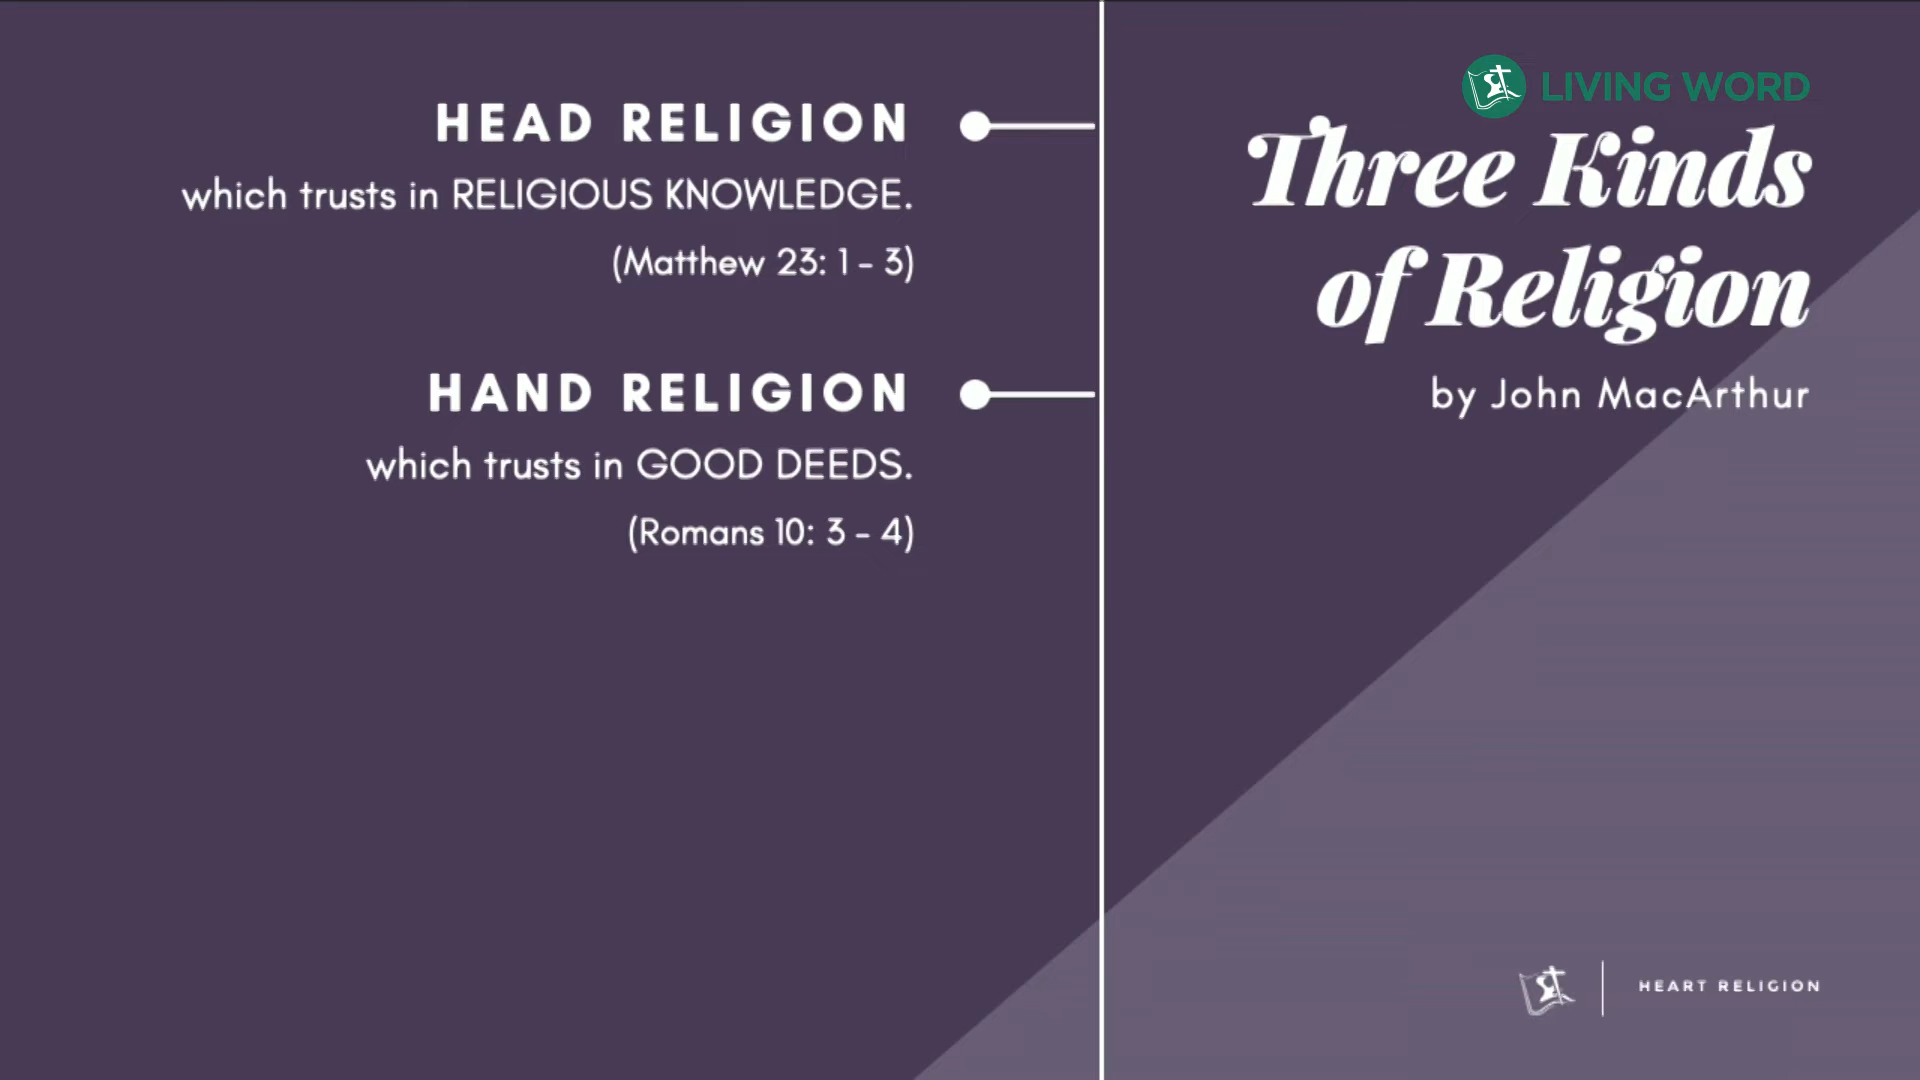 HEAD RELIGION
which trusts in RELIGIOUS KNOWLEDGE.
(Matthew 23: 1 - 3)
HAND RELIGION
which trusts in GOOD DEEDS.
(Romans 10: 3 - 4)
LIVING WORD
Three Kinds
of Religion
by John MacArthur
HEART RELIGION